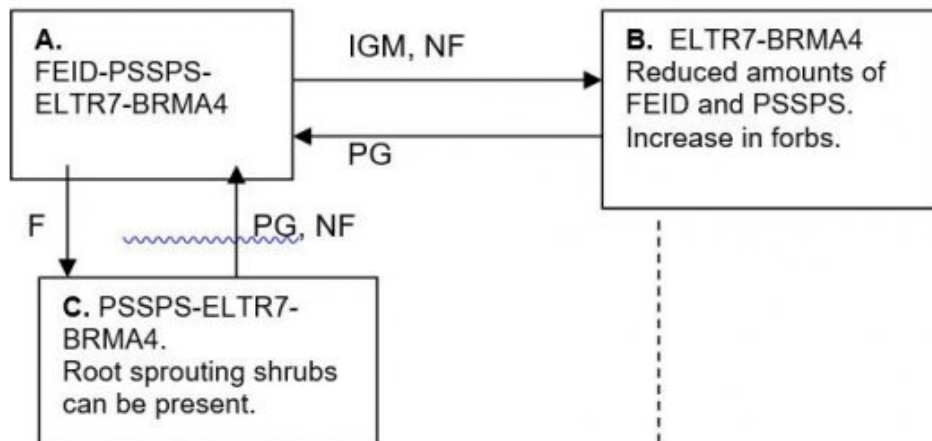 A.
FEID-PSSPS-
ELTR7-BRMA4
IGM, NF
PG
B. ELTR7-BRMA4
Reduced amounts of
FEID and PSSPS.
Increase in forbs.
F
PG, NF
C. PSSPS-ELTR7-
BRMA4.
Root sprouting shrubs
can be present.